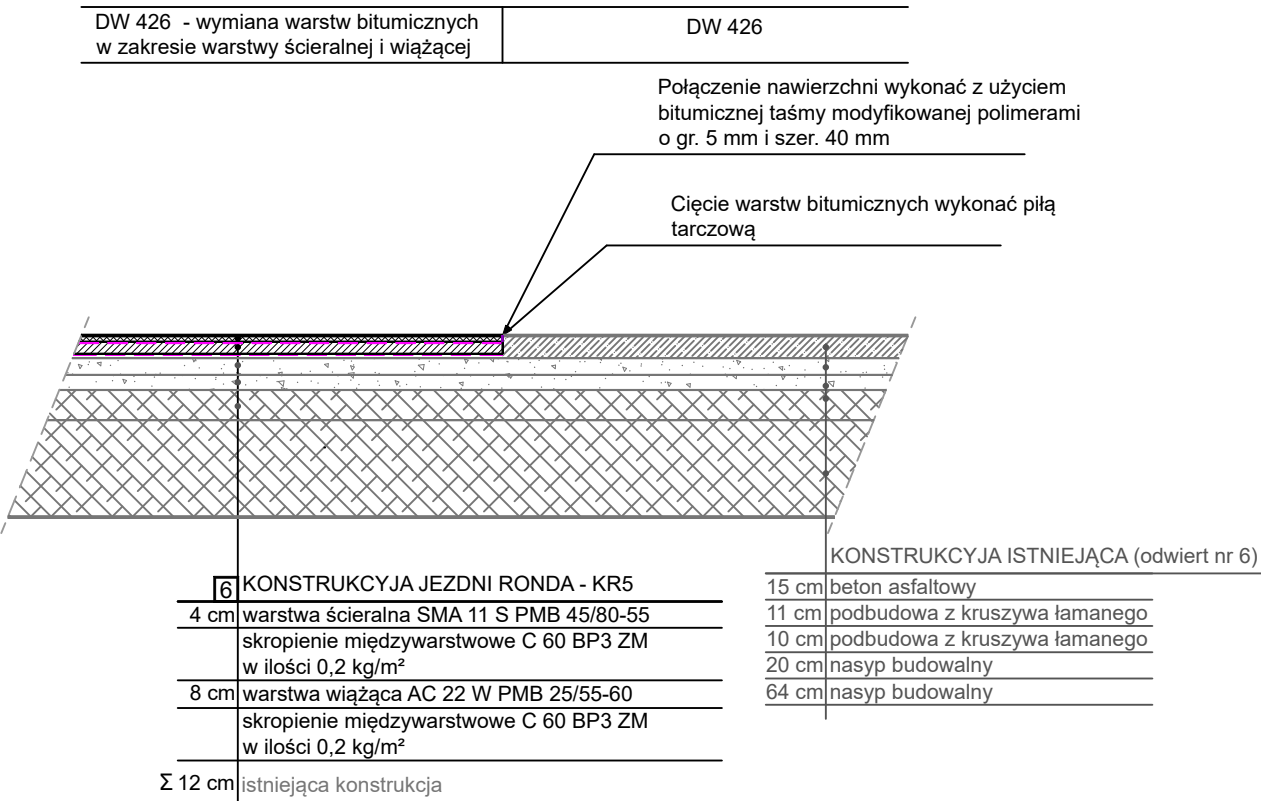 DW 426 - wymiana warstw bitumicznych
w zakresie warstwy ścieralnej i wiążącej
DW 426
Połączenie nawierzchni wykonać z użyciem
bitumicznej taśmy modyfikowanej polimerami
o gr. 5 mm i szer. 40 mm
Cięcie warstw bitumicznych wykonać piłą
tarczową
6 KONSTRUKCYJA JEZDNI RONDA - KR5
4 cm warstwa ścieralna SMA 11 S PMB 45/80-55
skropienie międzywarstwowe C 60 BP3 ZM
w ilości 0,2 kg/m²
8 cm warstwa wiążąca AC 22 W PMB 25/55-60
skropienie międzywarstwowe C 60 BP3 ZM
w ilości 0,2 kg/m²
Σ 12 cm istniejąca konstrukcja
KONSTRUKCYJA ISTNIEJĄCA (odwiert nr 6)
15 cm beton asfaltowy
11 cm podbudowa z kruszywa łamanego
10 cm podbudowa z kruszywa łamanego
20 cm nasyp budowalny
64 cm nasyp budowalny